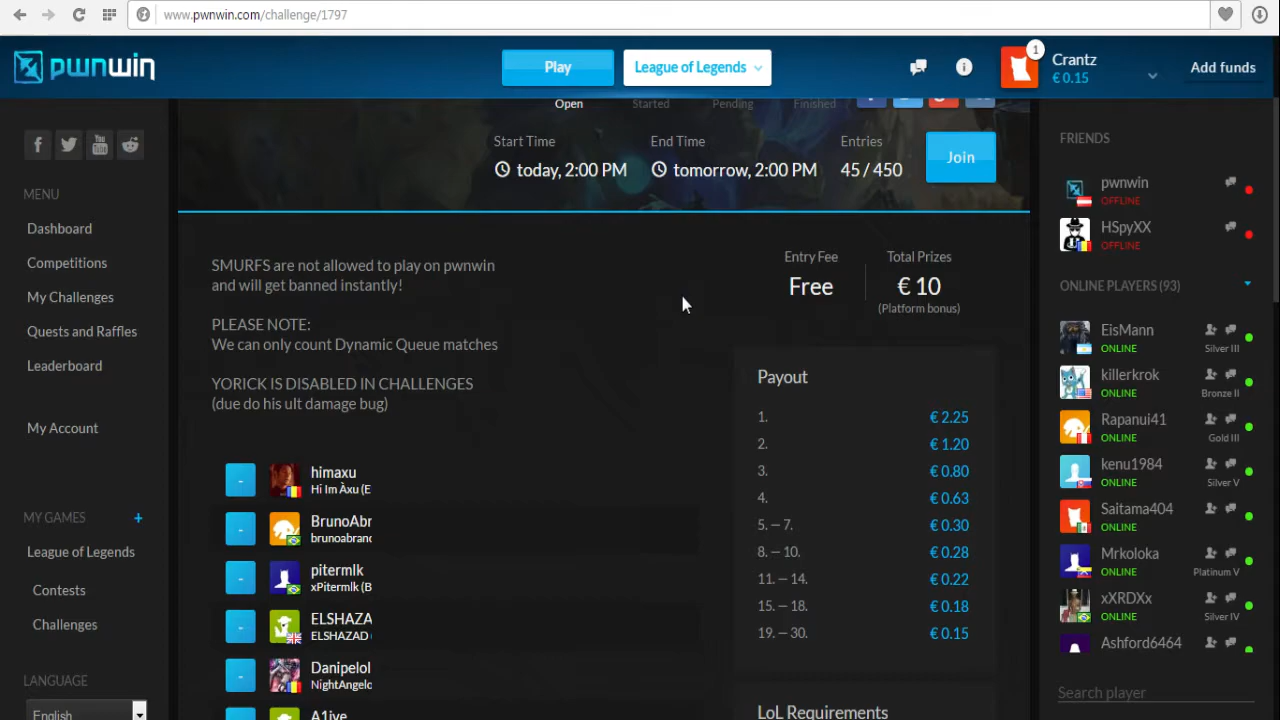 www.pwnwin.com/challenge/1797
pwnwin
Play
League of Legends
1
Crantz
€ 0.15
Add funds
Open
Started
Pending
Finished
Start Time
today, 2:00 PM
End Time
tomorrow, 2:00 PM
Entries
45 / 450
Join
MENU
Dashboard
Competitions
My Challenges
Quests and Raffles
Leaderboard
My Account
MY GAMES +
League of Legends
Contests
Challenges
LANGUAGE
English
SMURFS are not allowed to play on pwnwin
and will get banned instantly!
PLEASE NOTE:
We can only count Dynamic Queue matches
YORICK IS DISABLED IN CHALLENGES
(due do his ult damage bug)
- himaxu
Hi Im Àxu (E
- BrunoAbr
brunoabranc
- pitermlk
xPitermlk (B
- ELSHAZA
ELSHAZAD
- Danipelol
NightAngelc
A1ive
Entry Fee
Free
Total Prizes
€ 10
(Platform bonus)
Payout
1. € 2.25
2. € 1.20
3. € 0.80
4. € 0.63
5. – 7. € 0.30
8. – 10. € 0.28
11. – 14. € 0.22
15. – 18. € 0.18
19. – 30. € 0.15
LoL Requirements
FRIENDS
pwnwin
OFFLINE
HSpyXX
OFFLINE
ONLINE PLAYERS (93)
EisMann
ONLINE Silver III
killerkrok
ONLINE Bronze II
Rapanui41
ONLINE Gold III
kenu1984
ONLINE Silver V
Saitama404
ONLINE
Mrkoloka
ONLINE Platinum V
xXRDXx
ONLINE Silver IV
Ashford6464
Search player